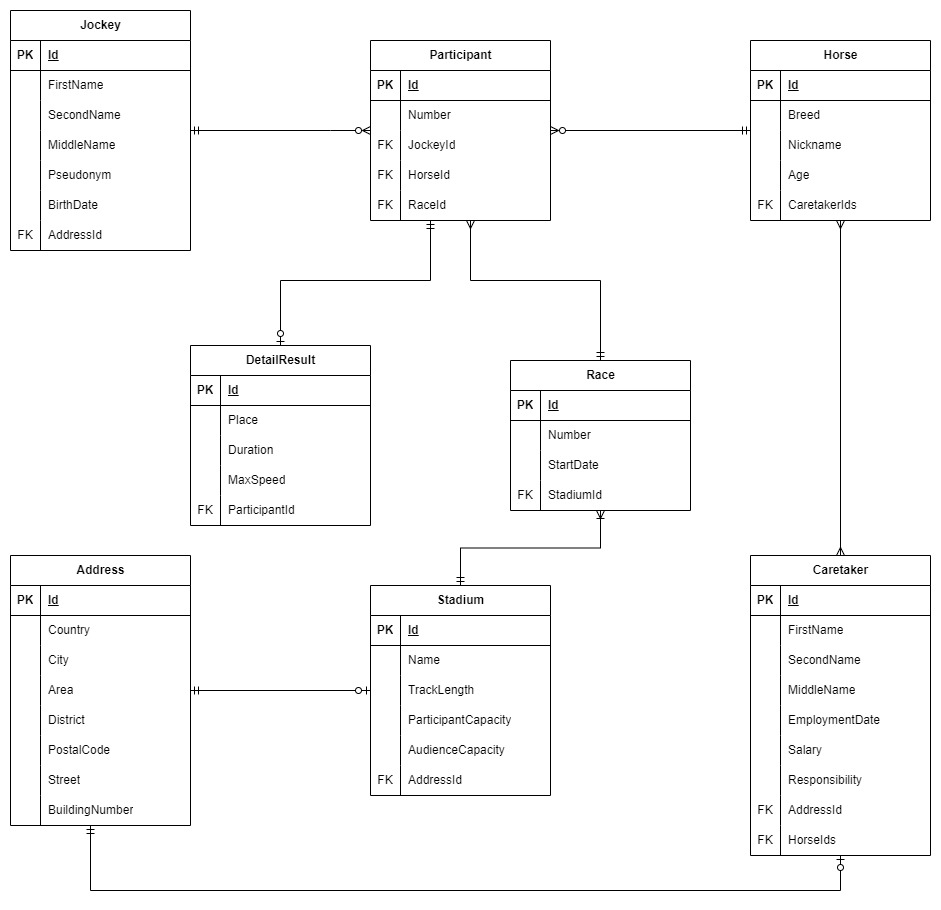 Jockey
PK Id
FirstName
SecondName
MiddleName
Pseudonym
BirthDate
FK AddressId
Participant
PK Id
Number
FK JockeyId
FK HorseId
FK RaceId
Horse
PK Id
Breed
Nickname
Age
FK CaretakerIds
DetailResult
PK Id
Place
Duration
MaxSpeed
FK ParticipantId
Race
PK Id
Number
StartDate
FK StadiumId
Address
PK Id
Country
City
Area
District
PostalCode
Street
BuildingNumber
Stadium
PK Id
Name
TrackLength
ParticipantCapacity
AudienceCapacity
FK AddressId
Caretaker
PK Id
FirstName
SecondName
MiddleName
EmploymentDate
Salary
Responsibility
FK AddressId
FK HorseIds